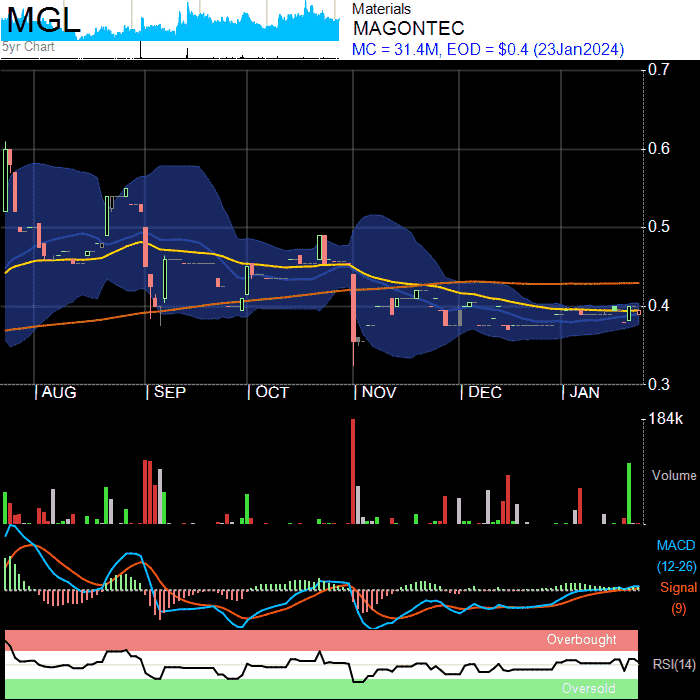 MGL
5yr Chart
Materials
MAGONTEC
MC = 31.4M, EOD = $0.4 (23Jan2024)
0.7
0.6
0.5
0.4
0.3
AUG
SEP
OCT
NOV
DEC
JAN
184k
Volume
MACD
(12-26)
Signal
(9)
Overbought
RSI(14)
Oversold